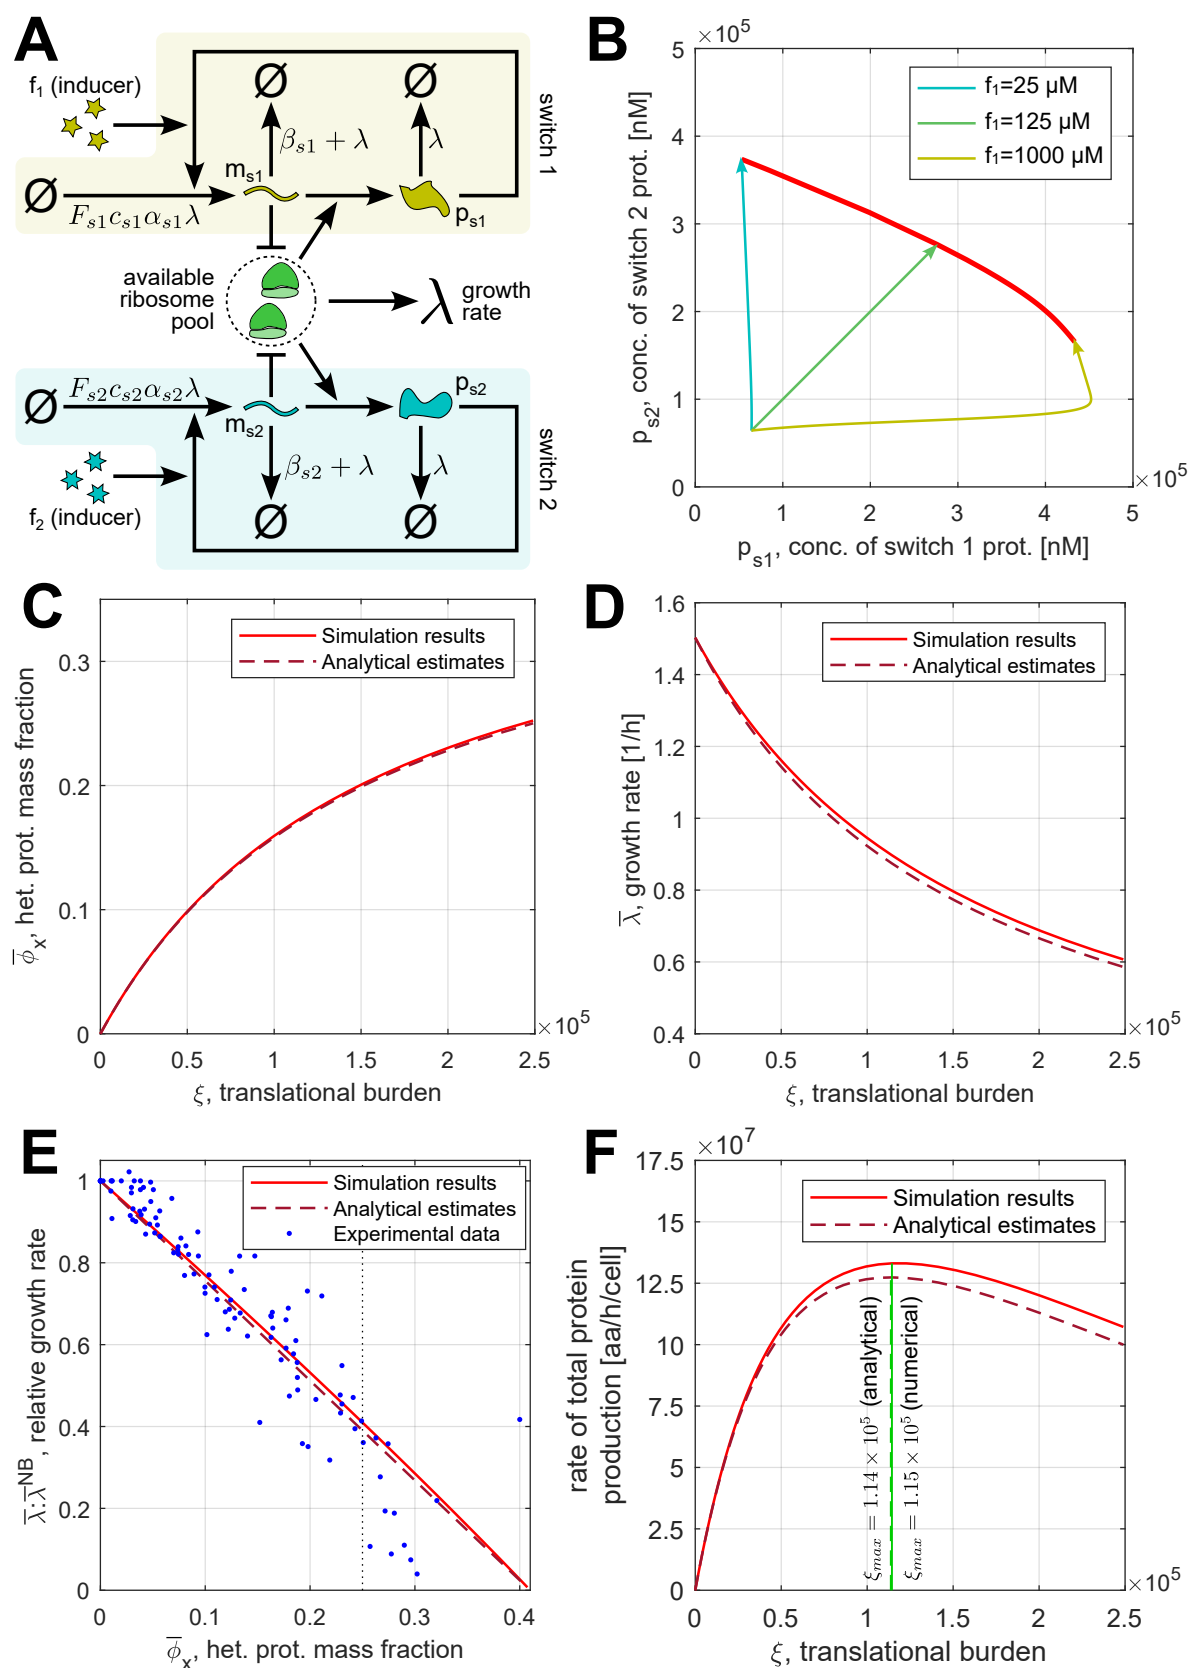 A
f1 (inducer)
Ø
Ø
βs1 + λ
λ
switch 1
ms1
Ø
Fs1cs1αs1λ
ps1
available
ribosome
pool
λ growth
rate
Fs2cs2αs2λ
ps2
Ø
ms2
βs2 + λ
λ
switch 2
f2 (inducer)
Ø
Ø
B
×10^5
f1=25 μM
f1=125 μM
f1=1000 μM
5
4
3
2
1
0
ps2, conc. of switch 2 prot. [nM]
×10^5
0 1 2 3 4 5
ps1, conc. of switch 1 prot. [nM]
C
Simulation results
Analytical estimates
0.3
0.2
0.1
0
ϕ̅x, het. prot. mass fraction
×10^5
0 0.5 1 1.5 2 2.5
ξ, translational burden
D
Simulation results
Analytical estimates
1.6
1.4
1.2
1
0.8
0.6
0.4
λ̅, growth rate [1/h]
×10^5
0 0.5 1 1.5 2 2.5
ξ, translational burden
E
Simulation results
Analytical estimates
Experimental data
1
0.8
0.6
0.4
0.2
0
λ̅:λ̅^NB, relative growth rate
0 0.1 0.2 0.3 0.4
ϕ̅x, het. prot. mass fraction
F
×10^7
Simulation results
Analytical estimates
17.5
15
12.5
10
7.5
5
2.5
0
rate of total protein
production [aa/h/cell]
ξmax = 1.14 × 10^5 (analytical)
ξmax = 1.15 × 10^5 (numerical)
×10^5
0 0.5 1 1.5 2 2.5
ξ, translational burden